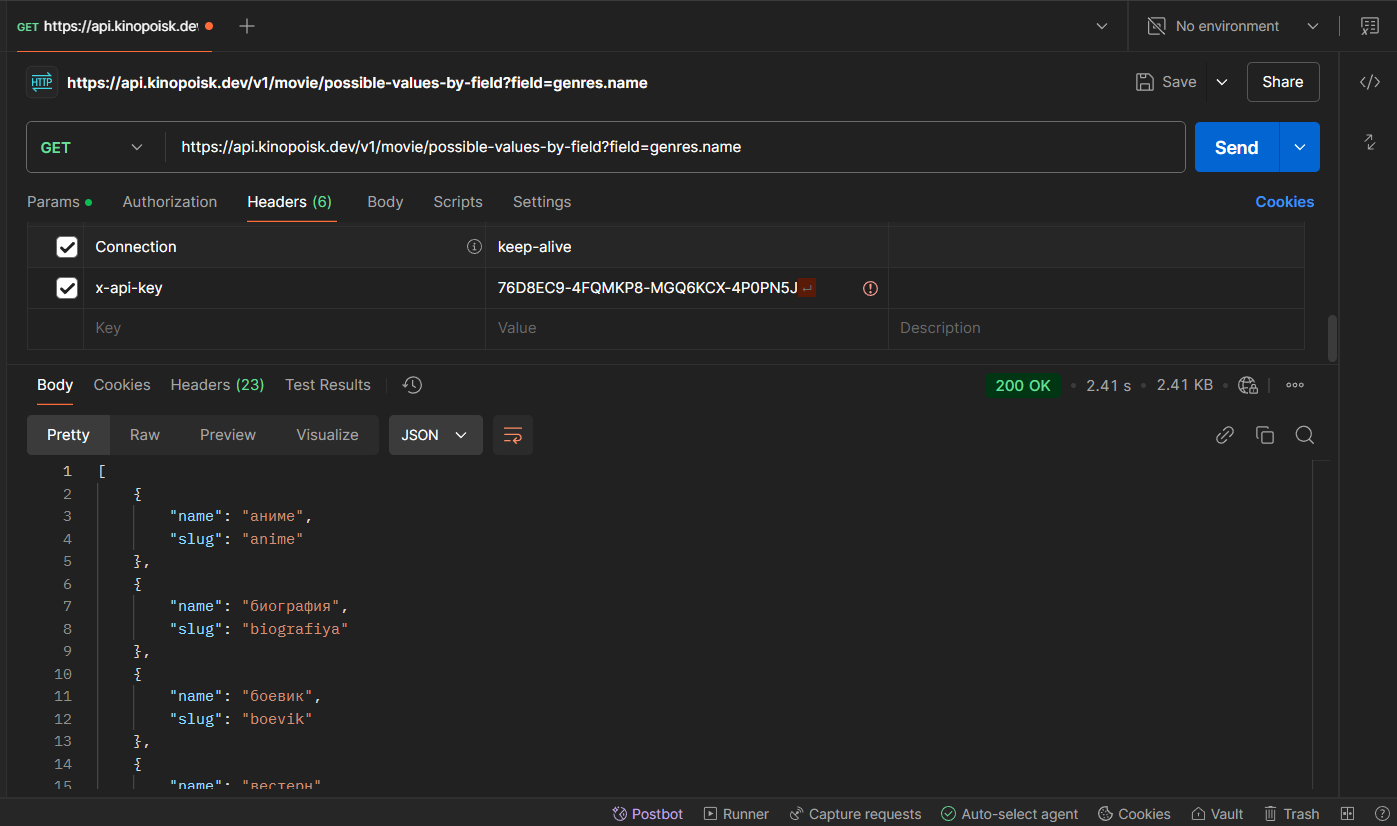 GET https://api.kinopoisk.de
No environment
HTTP https://api.kinopoisk.dev/v1/movie/possible-values-by-field?field=genres.name
Save
Share
GET https://api.kinopoisk.dev/v1/movie/possible-values-by-field?field=genres.name
Send
Params Authorization Headers (6) Body Scripts Settings Cookies
Connection keep-alive
x-api-key 76D8EC9-4FQMKP8-MGQ6KCX-4P0PN5J
Key Value Description
Body Cookies Headers (23) Test Results 200 OK 2.41 s 2.41 KB
Pretty Raw Preview Visualize JSON
1 [
2 {
3 "name": "аниме",
4 "slug": "anime"
5 },
6 {
7 "name": "биография",
8 "slug": "biografiya"
9 },
10 {
11 "name": "боевик",
12 "slug": "boevik"
13 },
14 {
15 "name": "вестерн"
Postbot Runner Capture requests Auto-select agent Cookies Vault Trash